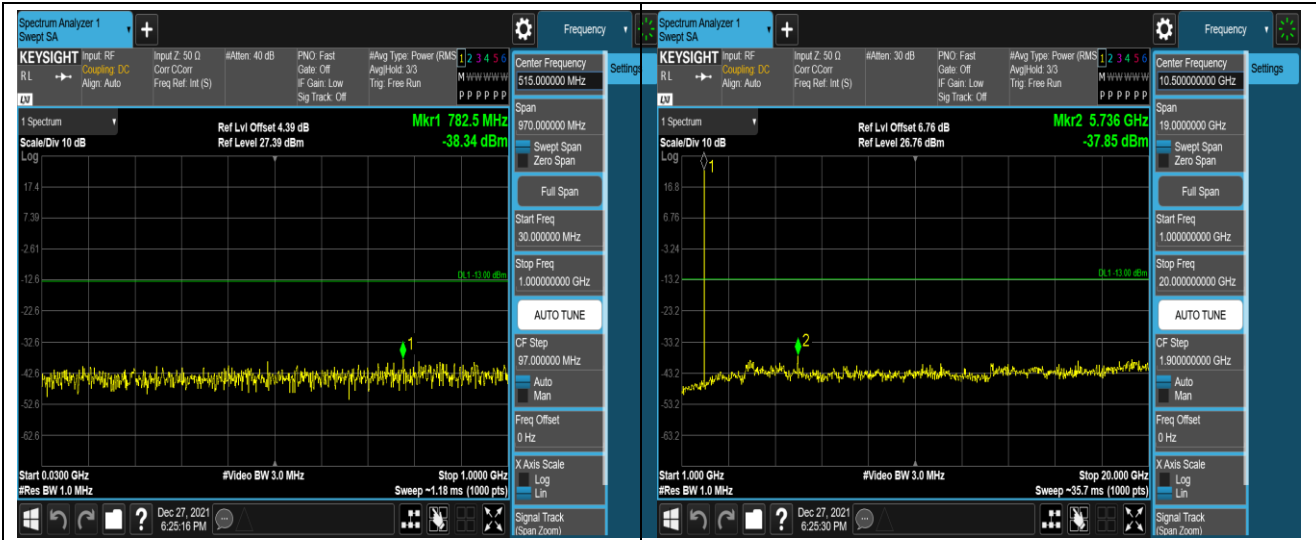 Spectrum Analyzer 1
Swept SA
+
Frequency
KEYSIGHT
RL
LXI
Input: RF
Coupling: DC
Align: Auto
Input Z: 50 Ω
Corr CCorr
Freq Ref: Int (S)
#Atten: 40 dB
PNO: Fast
Gate: Off
IF Gain: Low
Sig Track: Off
#Avg Type: Power (RMS
Avg|Hold: 3/3
Trig: Free Run
1 2 3 4 5 6
M W W W W W
P P P P P P
Center Frequency
515.000000 MHz
Settings
1 Spectrum
Scale/Div 10 dB
Log
Ref Lvl Offset 4.39 dB
Ref Level 27.39 dBm
Mkr1 782.5 MHz
-38.34 dBm
Span
970.000000 MHz
Swept Span
Zero Span
Full Span
Start Freq
30.000000 MHz
Stop Freq
1.000000000 GHz
AUTO TUNE
CF Step
97.000000 MHz
Auto
Man
Freq Offset
0 Hz
X Axis Scale
Log
Lin
Signal Track
(Span Zoom)
17.4
7.39
-2.61
-12.6
-22.6
-32.6
-42.6
-52.6
-62.6
DL1 -13.00 dBm
1
Start 0.0300 GHz
#Res BW 1.0 MHz
#Video BW 3.0 MHz
Stop 1.0000 GHz
Sweep ~1.18 ms (1000 pts)
?
Dec 27, 2021
6:25:16 PM
Spectrum Analyzer 1
Swept SA
+
Frequency
KEYSIGHT
RL
LXI
Input: RF
Coupling: DC
Align: Auto
Input Z: 50 Ω
Corr CCorr
Freq Ref: Int (S)
#Atten: 30 dB
PNO: Fast
Gate: Off
IF Gain: Low
Sig Track: Off
#Avg Type: Power (RMS
Avg|Hold: 3/3
Trig: Free Run
1 2 3 4 5 6
M W W W W W
P P P P P P
Center Frequency
10.500000000 GHz
Settings
1 Spectrum
Scale/Div 10 dB
Log
Ref Lvl Offset 6.76 dB
Ref Level 26.76 dBm
Mkr2 5.736 GHz
-37.85 dBm
Span
19.0000000 GHz
Swept Span
Zero Span
Full Span
Start Freq
1.000000000 GHz
Stop Freq
20.000000000 GHz
AUTO TUNE
CF Step
1.900000000 GHz
Auto
Man
Freq Offset
0 Hz
X Axis Scale
Log
Lin
Signal Track
(Span Zoom)
1
16.8
6.76
-3.24
-13.2
-23.2
-33.2
-43.2
-53.2
-63.2
DL1 -13.00 dBm
2
Start 1.000 GHz
#Res BW 1.0 MHz
#Video BW 3.0 MHz
Stop 20.000 GHz
Sweep ~35.7 ms (1000 pts)
?
Dec 27, 2021
6:25:30 PM